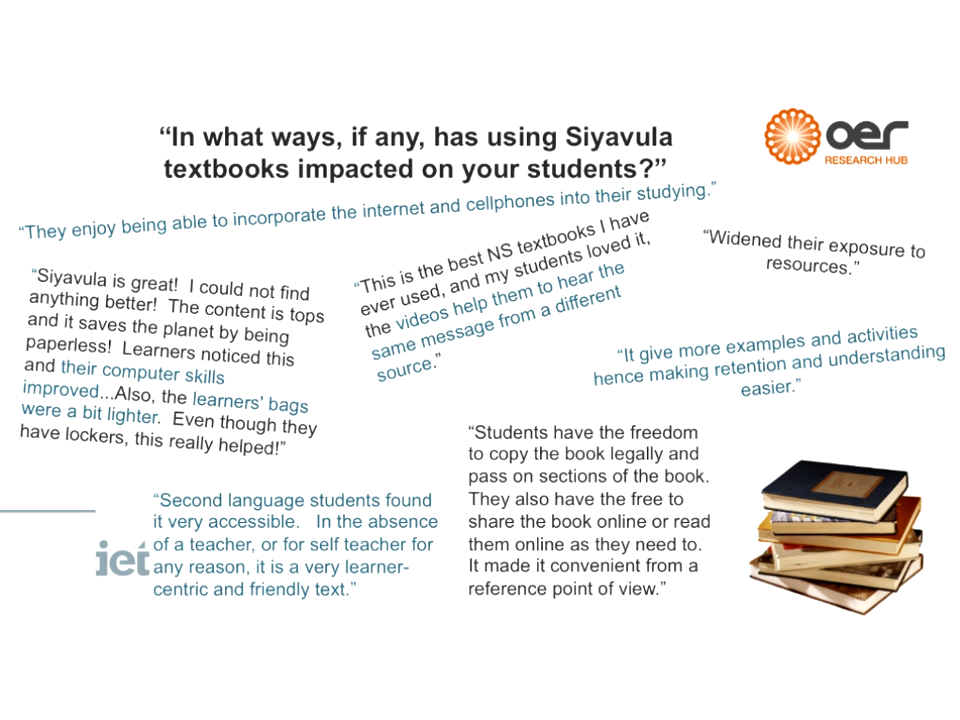 “In what ways, if any, has using Siyavula
textbooks impacted on your students?”
oer
RESEARCH HUB
“They enjoy being able to incorporate the internet and cellphones into their studying.”
“Siyavula is great!  I could not find
anything better!  The content is tops
and it saves the planet by being
paperless!  Learners noticed this
and their computer skills
improved...Also, the learners’ bags
were a bit lighter.  Even though they
have lockers, this really helped!”
“This is the best NS textbooks I have
ever used, and my students loved it,
the videos help them to hear the
same message from a different
source.”
“Widened their exposure to
resources.”
“It give more examples and activities
hence making retention and understanding
easier.”
“Students have the freedom
to copy the book legally and
pass on sections of the book.
They also have the free to
share the book online or read
them online as they need to.
It made it convenient from a
reference point of view.”
“Second language students found
it very accessible.   In the absence
of a teacher, or for self teacher for
any reason, it is a very learner-
centric and friendly text.”
iet